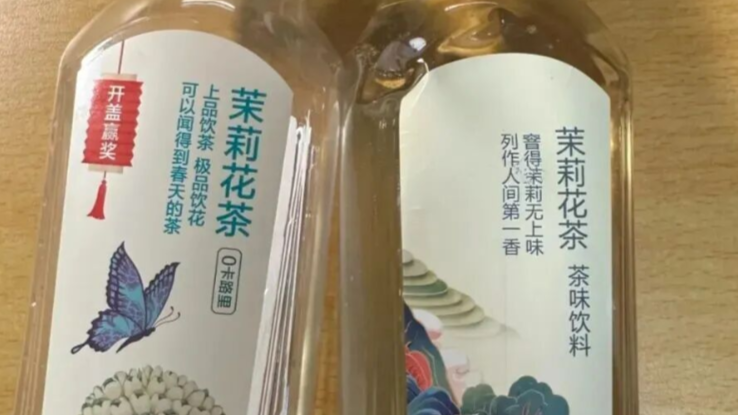 开盖赢奖
茉莉花茶
上品饮茶 极品饮花
可以闻得到春天的茶
0卡路里
茉莉花茶
窨得茉莉无上味
列作人间第一香
茶味饮料